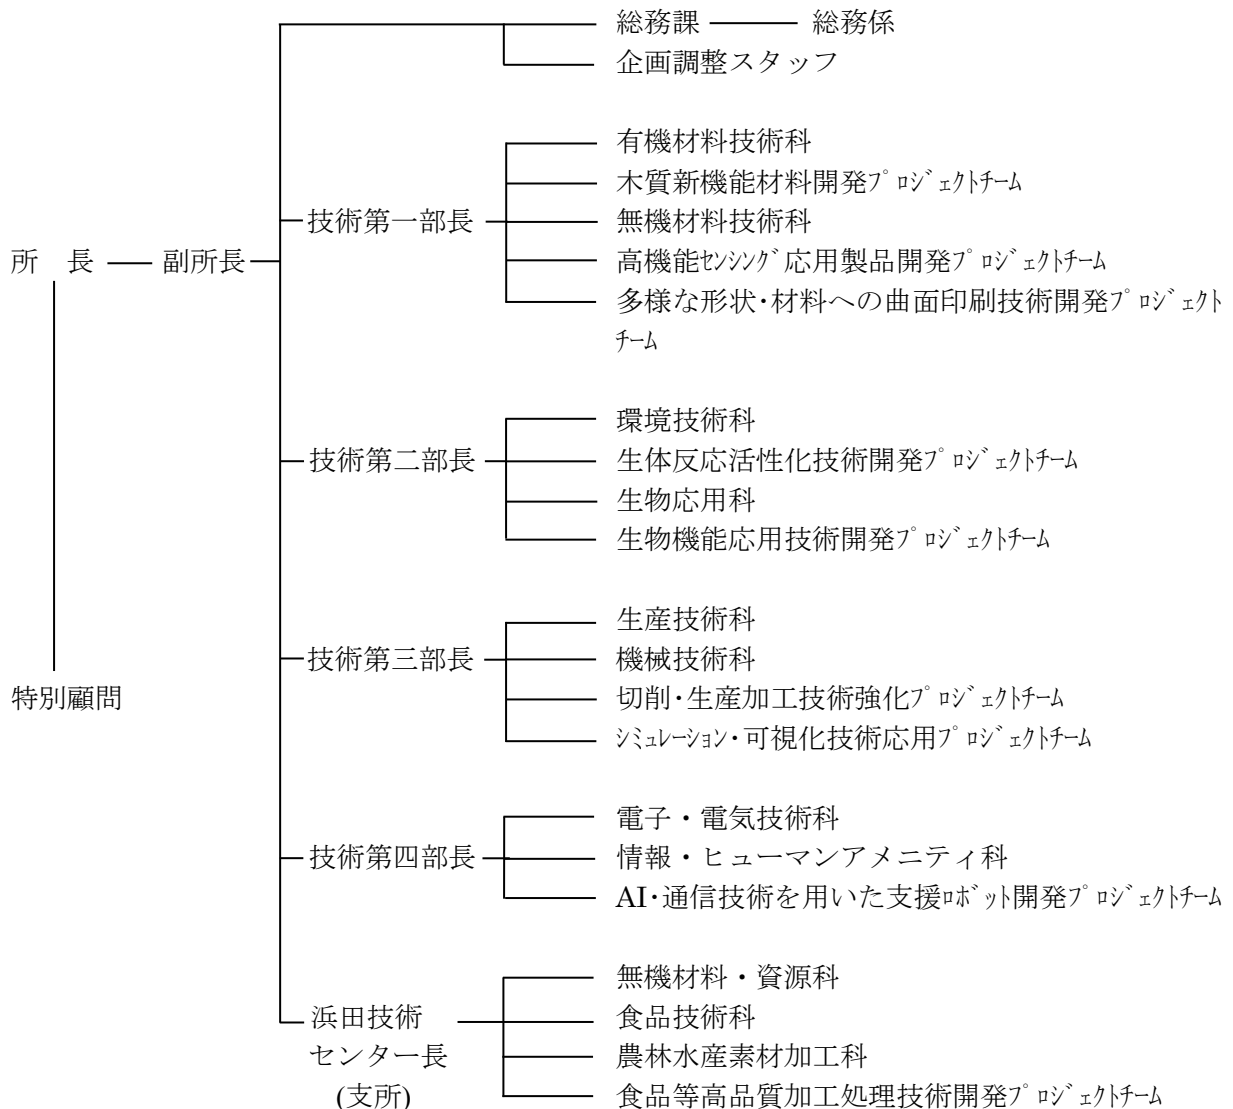 総務課 総務係
企画調整スタッフ
有機材料技術科
木質新機能材料開発ﾌﾟﾛｼﾞｪｸﾄﾁｰﾑ
技術第一部長 無機材料技術科
所 長 副所長 高機能ｾﾝｼﾝｸﾞ応用製品開発ﾌﾟﾛｼﾞｪｸﾄﾁｰﾑ
多様な形状･材料への曲面印刷技術開発ﾌﾟﾛｼﾞｪｸﾄ
ﾁｰﾑ
環境技術科
技術第二部長 生体反応活性化技術開発ﾌﾟﾛｼﾞｪｸﾄﾁｰﾑ
生物応用科
生物機能応用技術開発ﾌﾟﾛｼﾞｪｸﾄﾁｰﾑ
生産技術科
技術第三部長 機械技術科
特別顧問 切削･生産加工技術強化ﾌﾟﾛｼﾞｪｸﾄﾁｰﾑ
ｼﾐｭﾚｰｼｮﾝ･可視化技術応用ﾌﾟﾛｼﾞｪｸﾄﾁｰﾑ
電子・電気技術科
技術第四部長 情報・ヒューマンアメニティ科
AI･通信技術を用いた支援ﾛﾎﾞｯﾄ開発ﾌﾟﾛｼﾞｪｸﾄﾁｰﾑ
無機材料・資源科
浜田技術 食品技術科
センター長 農林水産素材加工科
(支所) 食品等高品質加工処理技術開発ﾌﾟﾛｼﾞｪｸﾄﾁｰﾑ